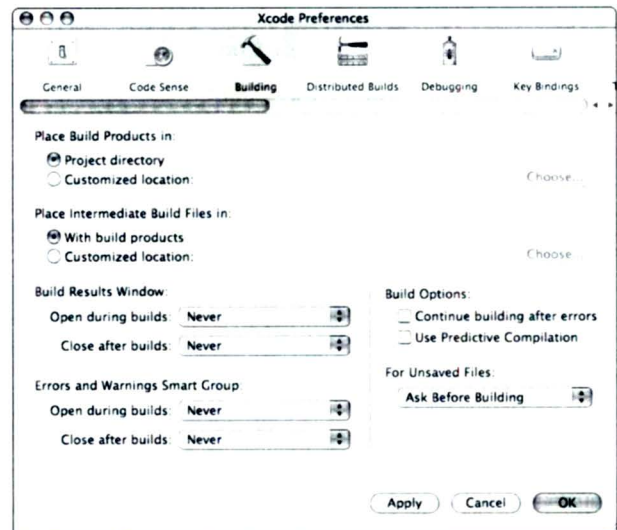 Xcode Preferences
General Code Sense Building Distributed Builds Debugging Key Bindings
Place Build Products in:
Project directory
Customized location: Choose...
Place Intermediate Build Files in:
With build products
Customized location: Choose...
Build Results Window:
Open during builds: Never
Close after builds: Never
Errors and Warnings Smart Group:
Open during builds: Never
Close after builds: Never
Build Options:
Continue building after errors
Use Predictive Compilation
For Unsaved Files:
Ask Before Building
Apply Cancel OK